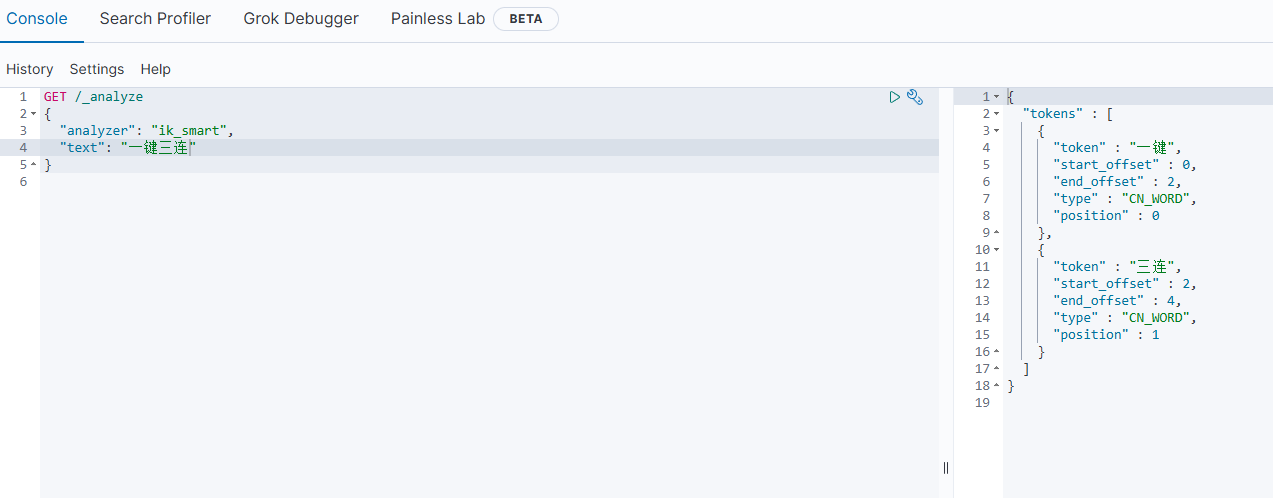 Console Search Profiler Grok Debugger Painless Lab BETA
History Settings Help
1 GET /_analyze
2 {
3 "analyzer": "ik_smart",
4 "text": "一键三连"
5 }
6
1 {
2 "tokens" : [
3 {
4 "token" : "一键",
5 "start_offset" : 0,
6 "end_offset" : 2,
7 "type" : "CN_WORD",
8 "position" : 0
9 },
10 {
11 "token" : "三连",
12 "start_offset" : 2,
13 "end_offset" : 4,
14 "type" : "CN_WORD",
15 "position" : 1
16 }
17 ]
18 }
19